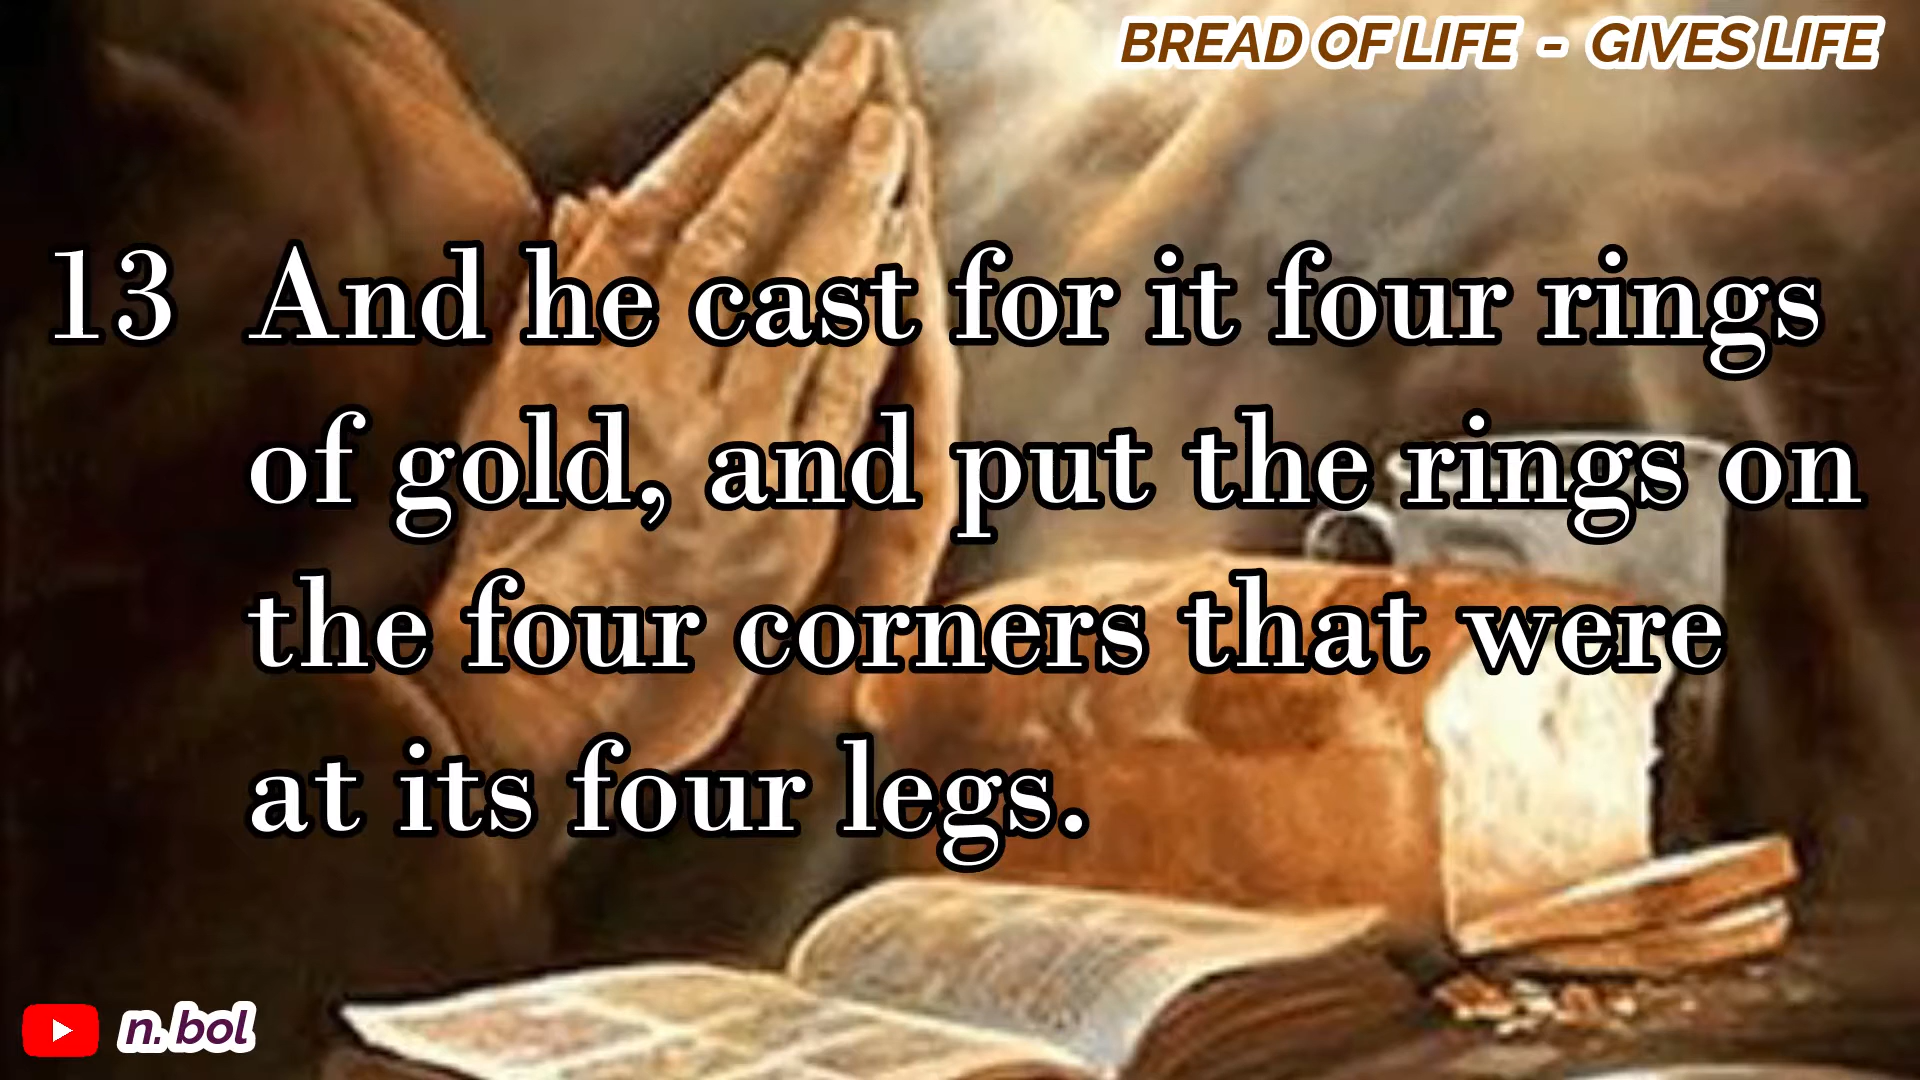 BREAD OF LIFE - GIVES LIFE
13 And he cast for it four rings
of gold, and put the rings on
the four corners that were
at its four legs.
n. bol